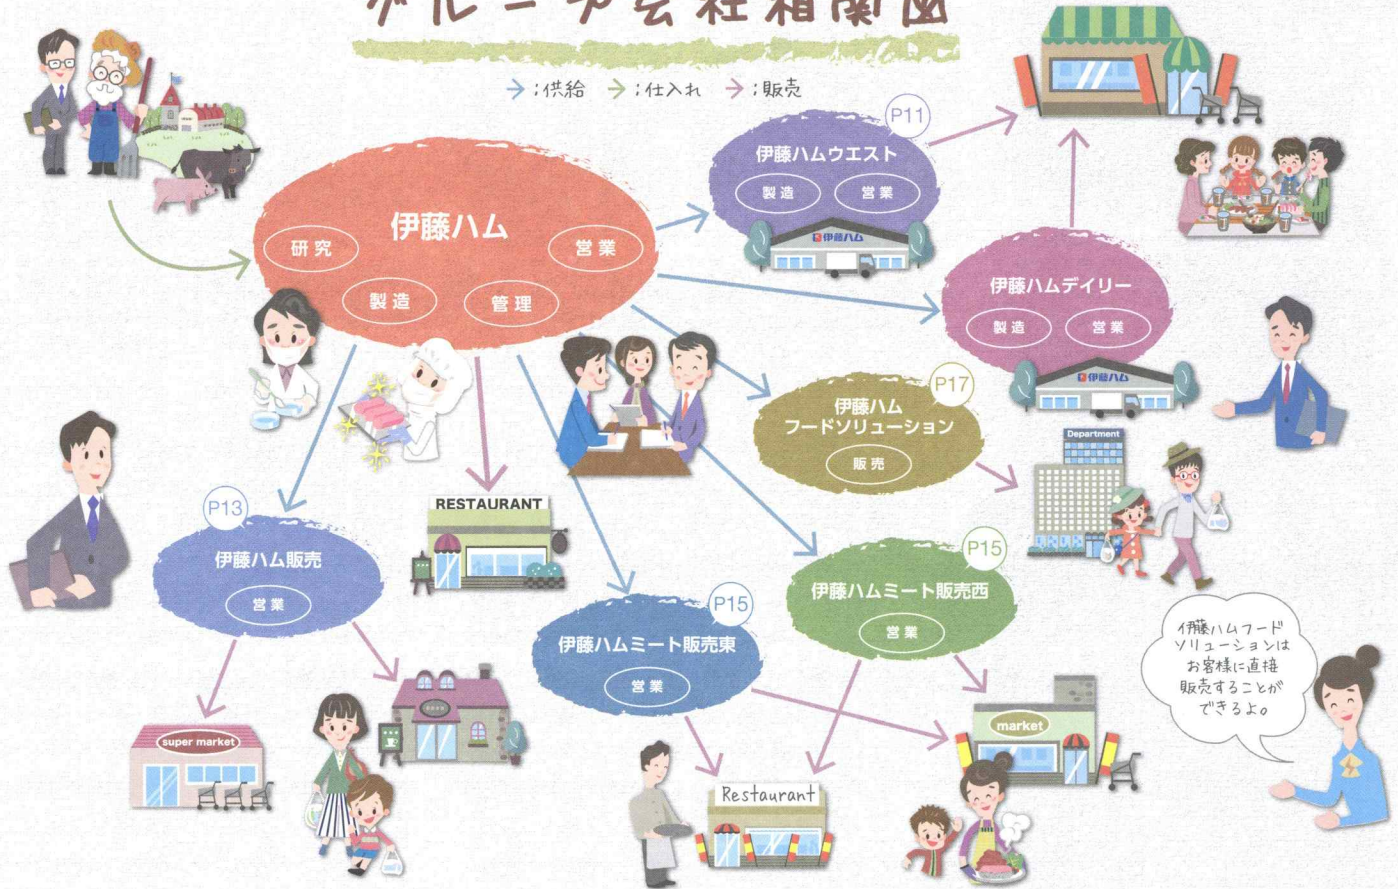 グループ会社相関図
:供給 :仕入れ :販売
P11
伊藤ハムウエスト
製造 営業
伊藤ハム
伊藤ハム
研究 営業
製造 管理
伊藤ハムデイリー
製造 営業
伊藤ハム
P17
伊藤ハム
フードソリューション
販売
Department
RESTAURANT
P13
伊藤ハム販売
営業
P15
伊藤ハムミート販売西
営業
P15
伊藤ハムミート販売東
営業
伊藤ハムフード
ソリューションは
お客様に直接
販売することが
できるよ。
super market
market
Restaurant